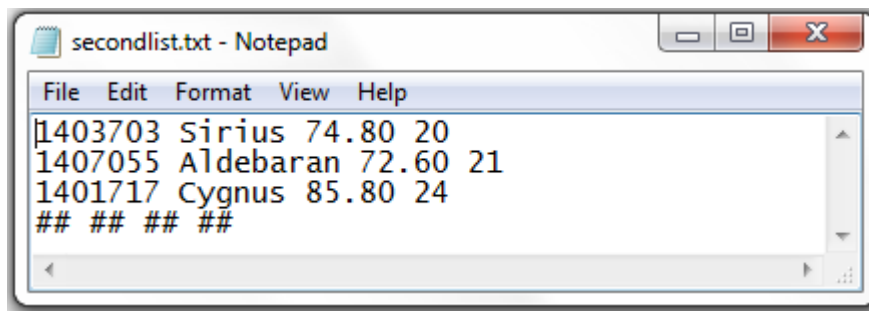 secondlist.txt - Notepad
File Edit Format View Help
1403703 Sirius 74.80 20
1407055 Aldebaran 72.60 21
1401717 Cygnus 85.80 24
## ## ## ##